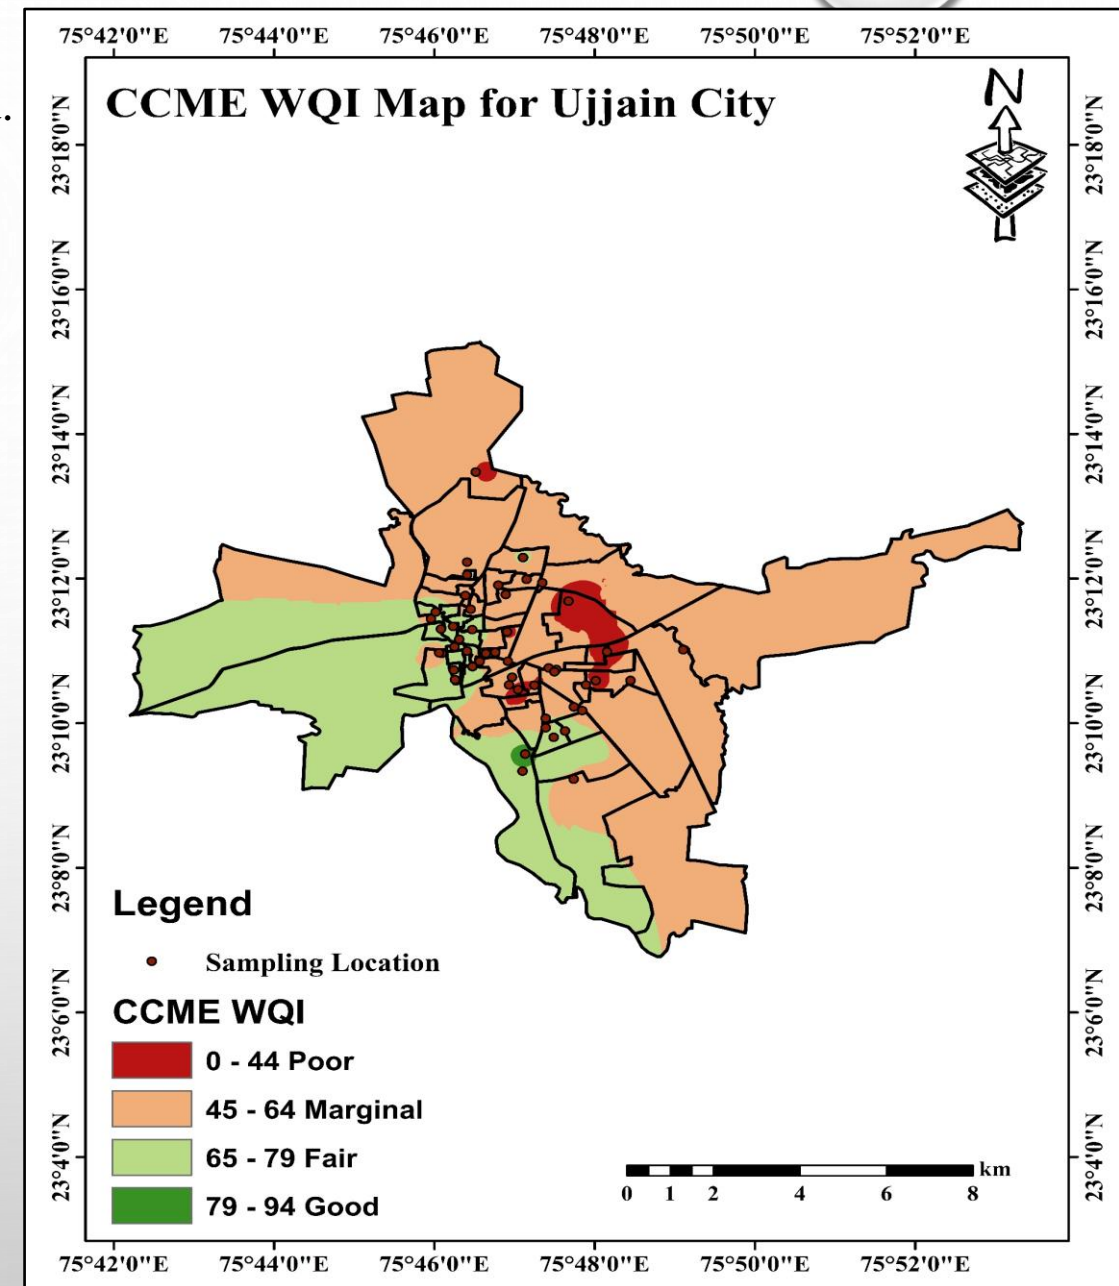 75°42'0"E 75°44'0"E 75°46'0"E 75°48'0"E 75°50'0"E 75°52'0"E
CCME WQI Map for Ujjain City
N
23°18'0"N 23°18'0"N
23°16'0"N 23°16'0"N
23°14'0"N 23°14'0"N
23°12'0"N 23°12'0"N
23°10'0"N 23°10'0"N
23°8'0"N 23°8'0"N
Legend
Sampling Location
23°6'0"N 23°6'0"N
CCME WQI
0 - 44 Poor
45 - 64 Marginal
23°4'0"N 23°4'0"N
65 - 79 Fair
km
0 1 2 4 6 8
79 - 94 Good
75°42'0"E 75°44'0"E 75°46'0"E 75°48'0"E 75°50'0"E 75°52'0"E